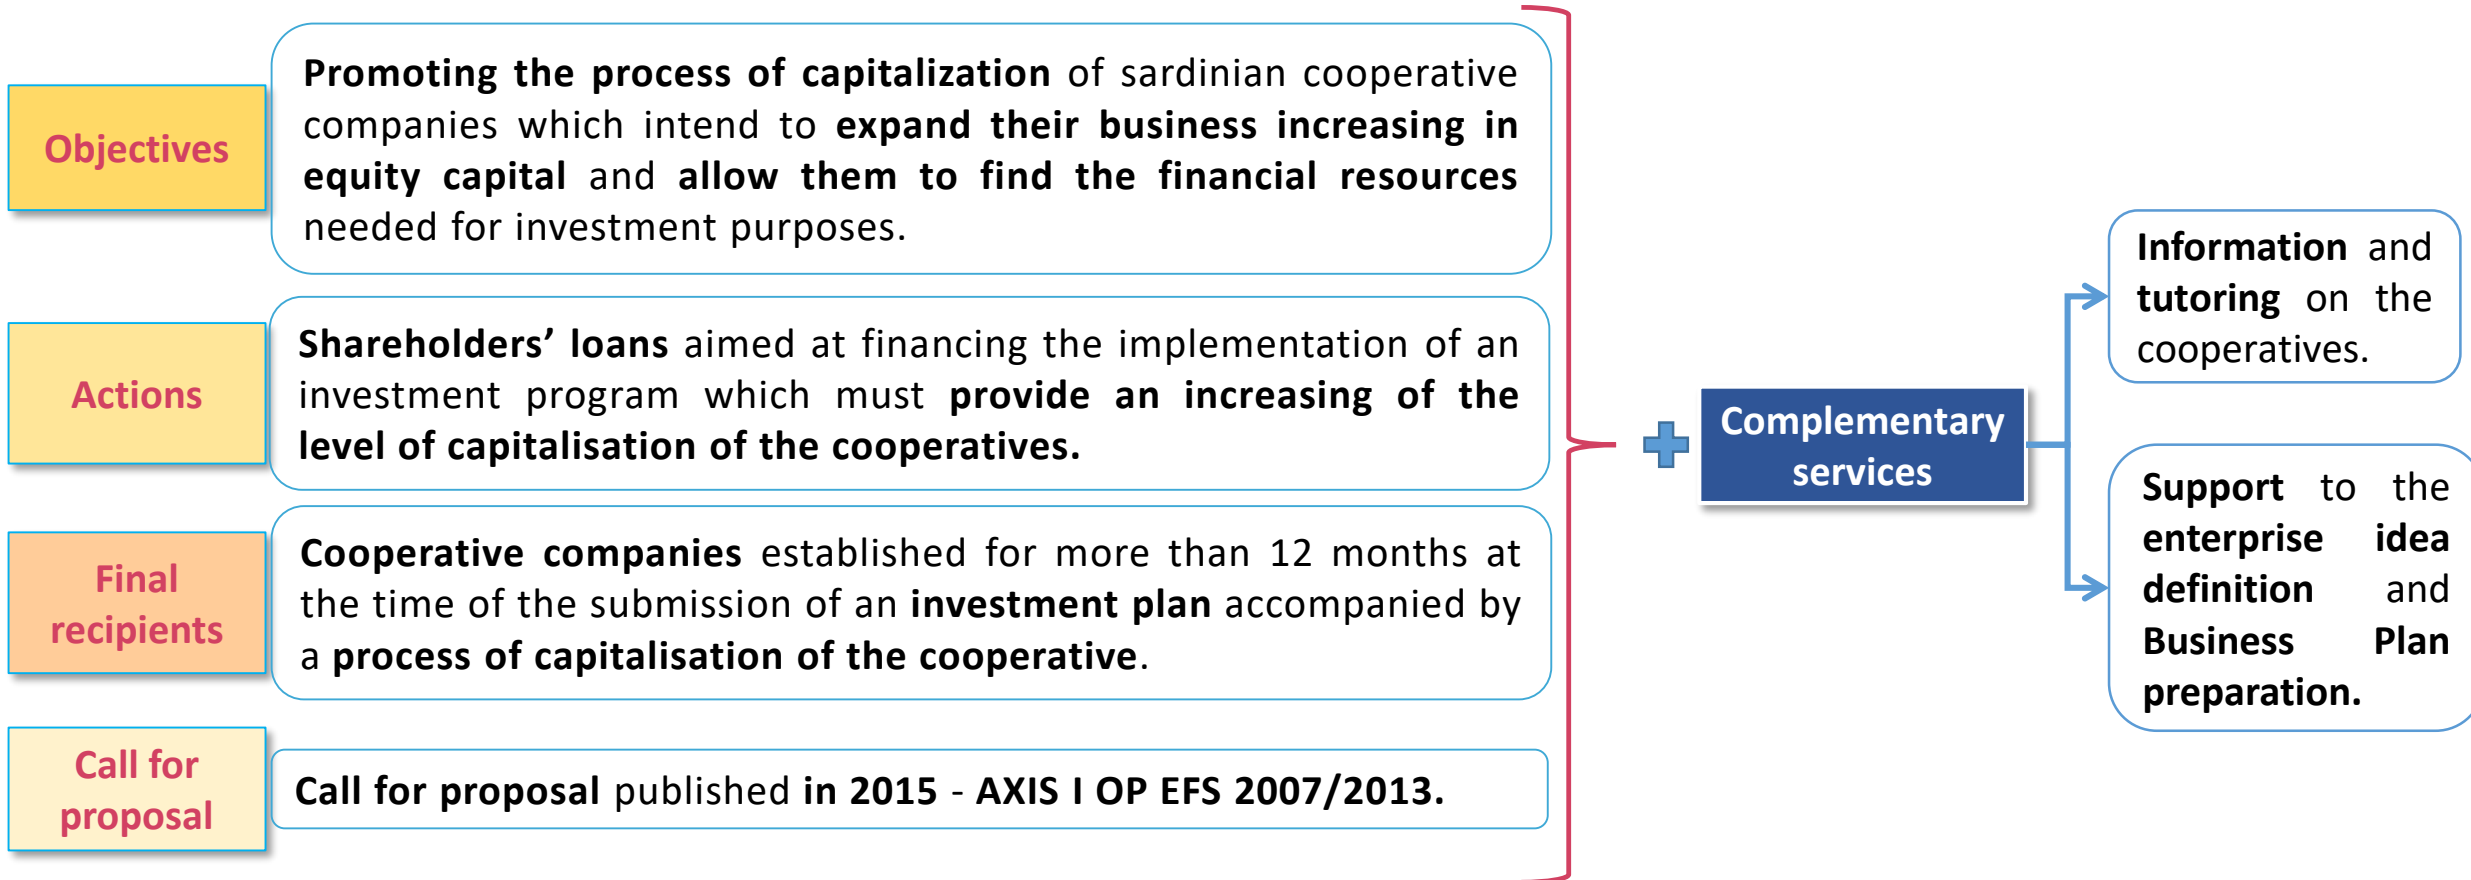 Objectives
Promoting the process of capitalization of sardinian cooperative
companies which intend to expand their business increasing in
equity capital and allow them to find the financial resources
needed for investment purposes.
Actions
Shareholders’ loans aimed at financing the implementation of an
investment program which must provide an increasing of the
level of capitalisation of the cooperatives.
Final
recipients
Cooperative companies established for more than 12 months at
the time of the submission of an investment plan accompanied by
a process of capitalisation of the cooperative.
Call for
proposal
Call for proposal published in 2015 - AXIS I OP EFS 2007/2013.
Complementary
services
Information and
tutoring on the
cooperatives.
Support to the
enterprise idea
definition and
Business Plan
preparation.